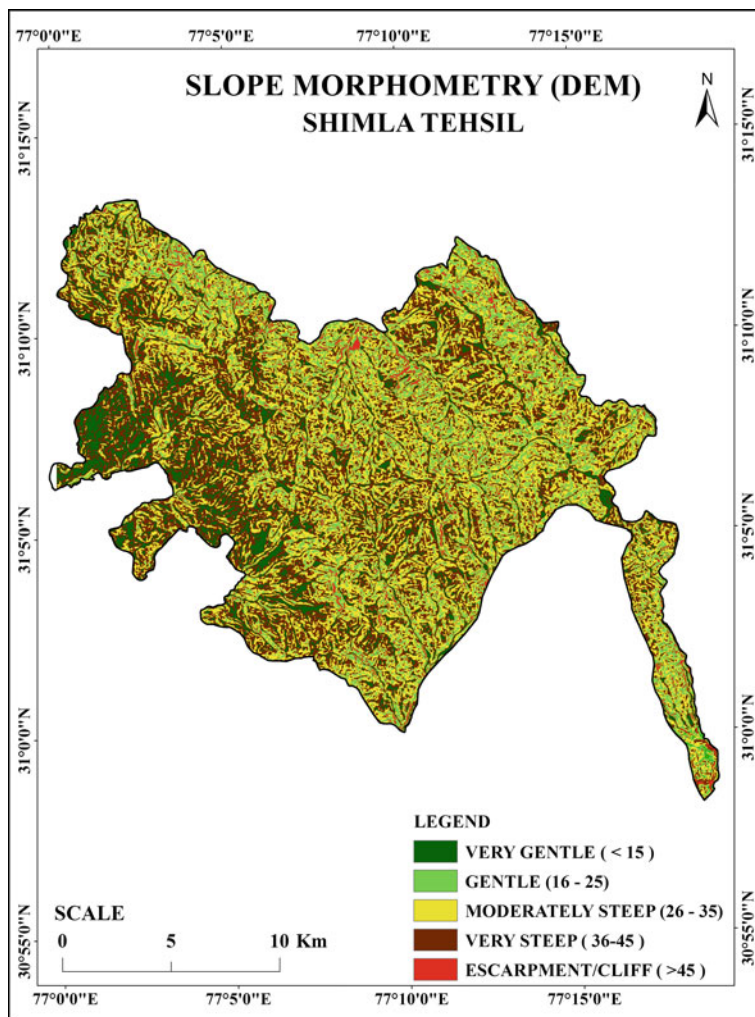 77°0'0"E 77°5'0"E 77°10'0"E 77°15'0"E
SLOPE MORPHOMETRY (DEM)
SHIMLA TEHSIL
N
31°15'0"N 31°15'0"N
31°10'0"N 31°10'0"N
31°5'0"N 31°5'0"N
31°0'0"N 31°0'0"N
LEGEND
VERY GENTLE ( < 15 )
GENTLE (16 - 25)
MODERATELY STEEP (26 - 35)
VERY STEEP ( 36-45)
ESCARPMENT/CLIFF ( >45 )
SCALE
0 5 10 Km
30°55'0"N 30°55'0"N
77°0'0"E 77°5'0"E 77°10'0"E 77°15'0"E